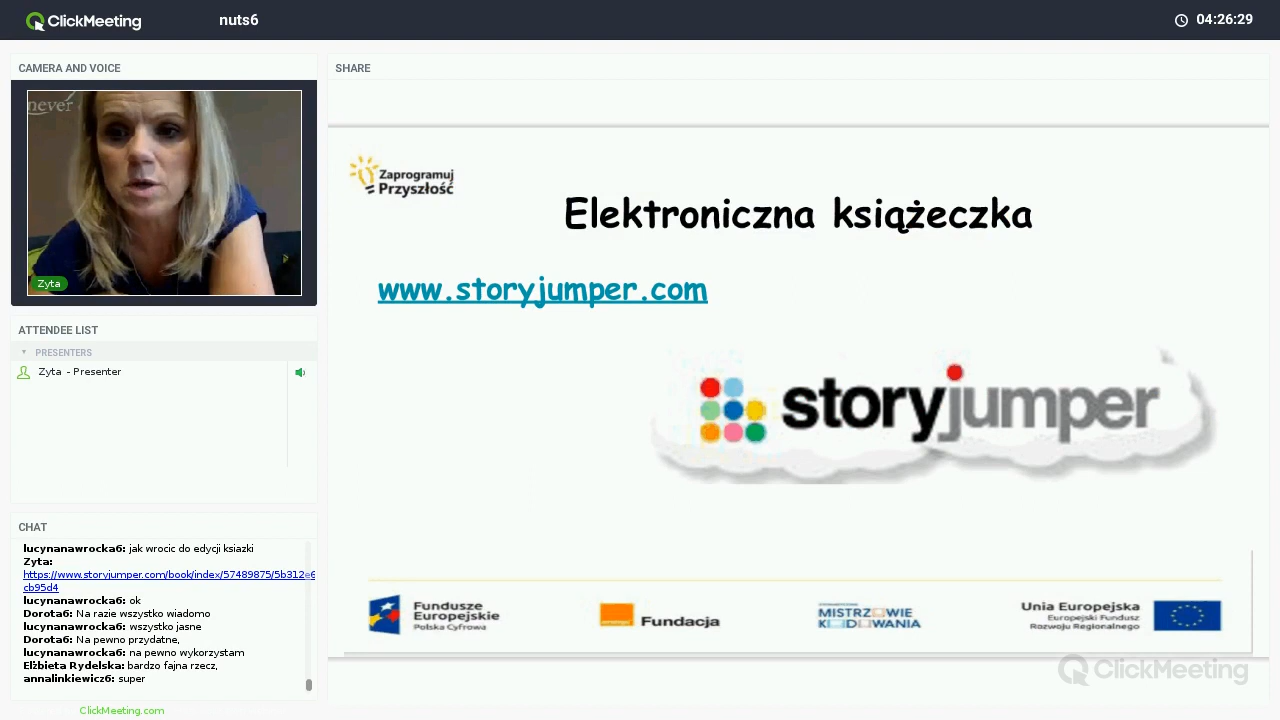 ClickMeeting
nuts6
04:26:29
CAMERA AND VOICE
never
Zyta
ATTENDEE LIST
PRESENTERS
Zyta - Presenter
CHAT
lucynanawrocka6: jak wrocic do edycji ksiazki
Zyta:
https://www.storyjumper.com/book/index/57489875/5b312e6
cb95d4
lucynanawrocka6: ok
Dorota6: Na razie wszystko wiadomo
lucynanawrocka6: wszystko jasne
Dorota6: Na pewno przydatne,
lucynanawrocka6: na pewno wykorzystam
Elżbieta Rydelska: bardzo fajna rzecz,
annalinkiewicz6: super
ClickMeeting.com
SHARE
Zaprogramuj
Przyszłość
Elektroniczna książeczka
www.storyjumper.com
storyjumper
Fundusze
Europejskie
Polska Cyfrowa
orange
Fundacja
STOWARZYSZENIE
MISTRZOWIE
KODOWANIA
Unia Europejska
Europejski Fundusz
Rozwoju Regionalnego
ClickMeeting